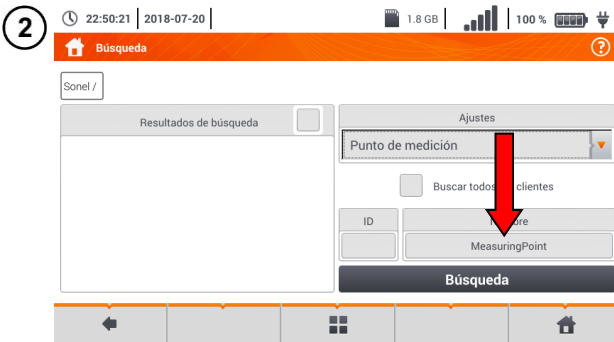 2
22:50:21 2018-07-20 1.8 GB 100 %
Búsqueda ?
Sonel /
Resultados de búsqueda
Ajustes
Punto de medición
Buscar todos clientes
ID
MeasuringPoint
Búsqueda